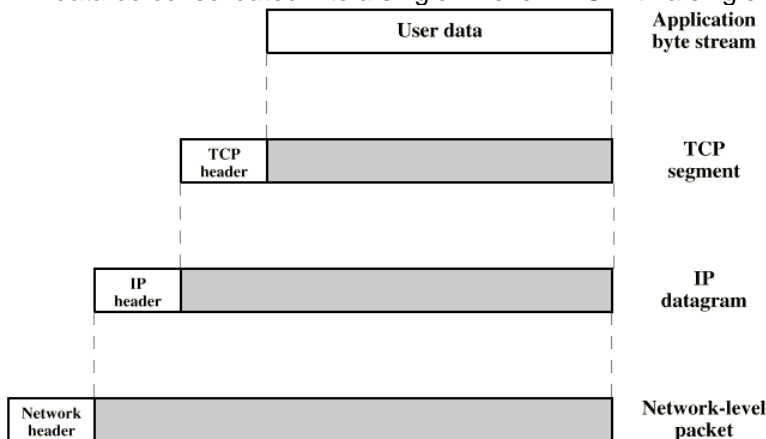 User data
Application
byte stream
TCP
header
TCP
segment
IP
header
IP
datagram
Network
header
Network-level
packet